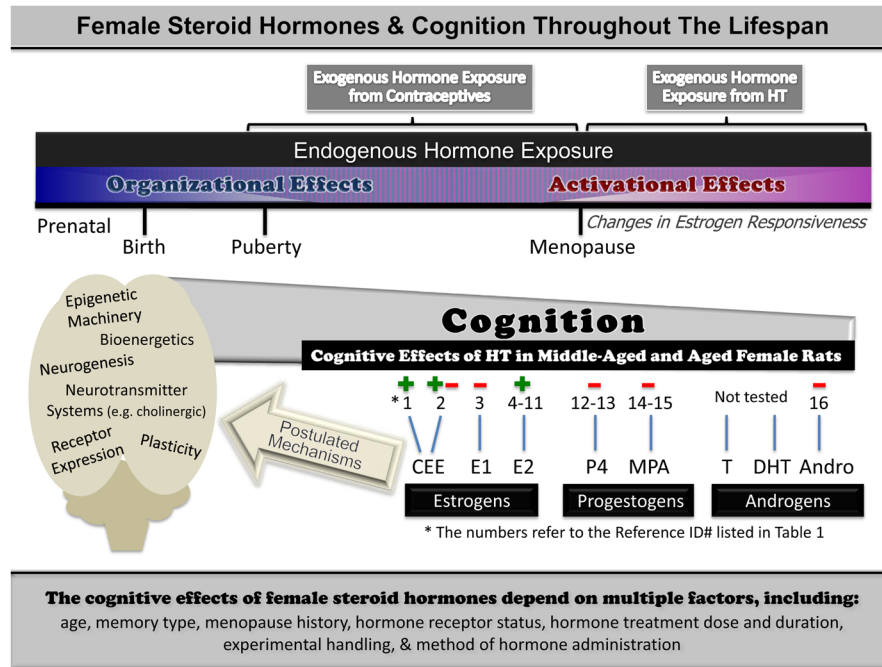 Female Steroid Hormones & Cognition Throughout The Lifespan
Exogenous Hormone Exposure
from Contraceptives
Exogenous Hormone
Exposure from HT
Endogenous Hormone Exposure
Organizational Effects
Activational Effects
Prenatal
Birth
Puberty
Menopause
Changes in Estrogen Responsiveness
Epigenetic
Machinery
Bioenergetics
Neurogenesis
Neurotransmitter
Systems (e.g. cholinergic)
Receptor
Expression
Plasticity
Postulated
Mechanisms
Cognition
Cognitive Effects of HT in Middle-Aged and Aged Female Rats
+ + − − + − − −
*1 2 3 4-11 12-13 14-15 Not tested 16
CEE E1 E2 P4 MPA T DHT Andro
Estrogens Progestogens Androgens
* The numbers refer to the Reference ID# listed in Table 1
The cognitive effects of female steroid hormones depend on multiple factors, including:
age, memory type, menopause history, hormone receptor status, hormone treatment dose and duration,
experimental handling, & method of hormone administration